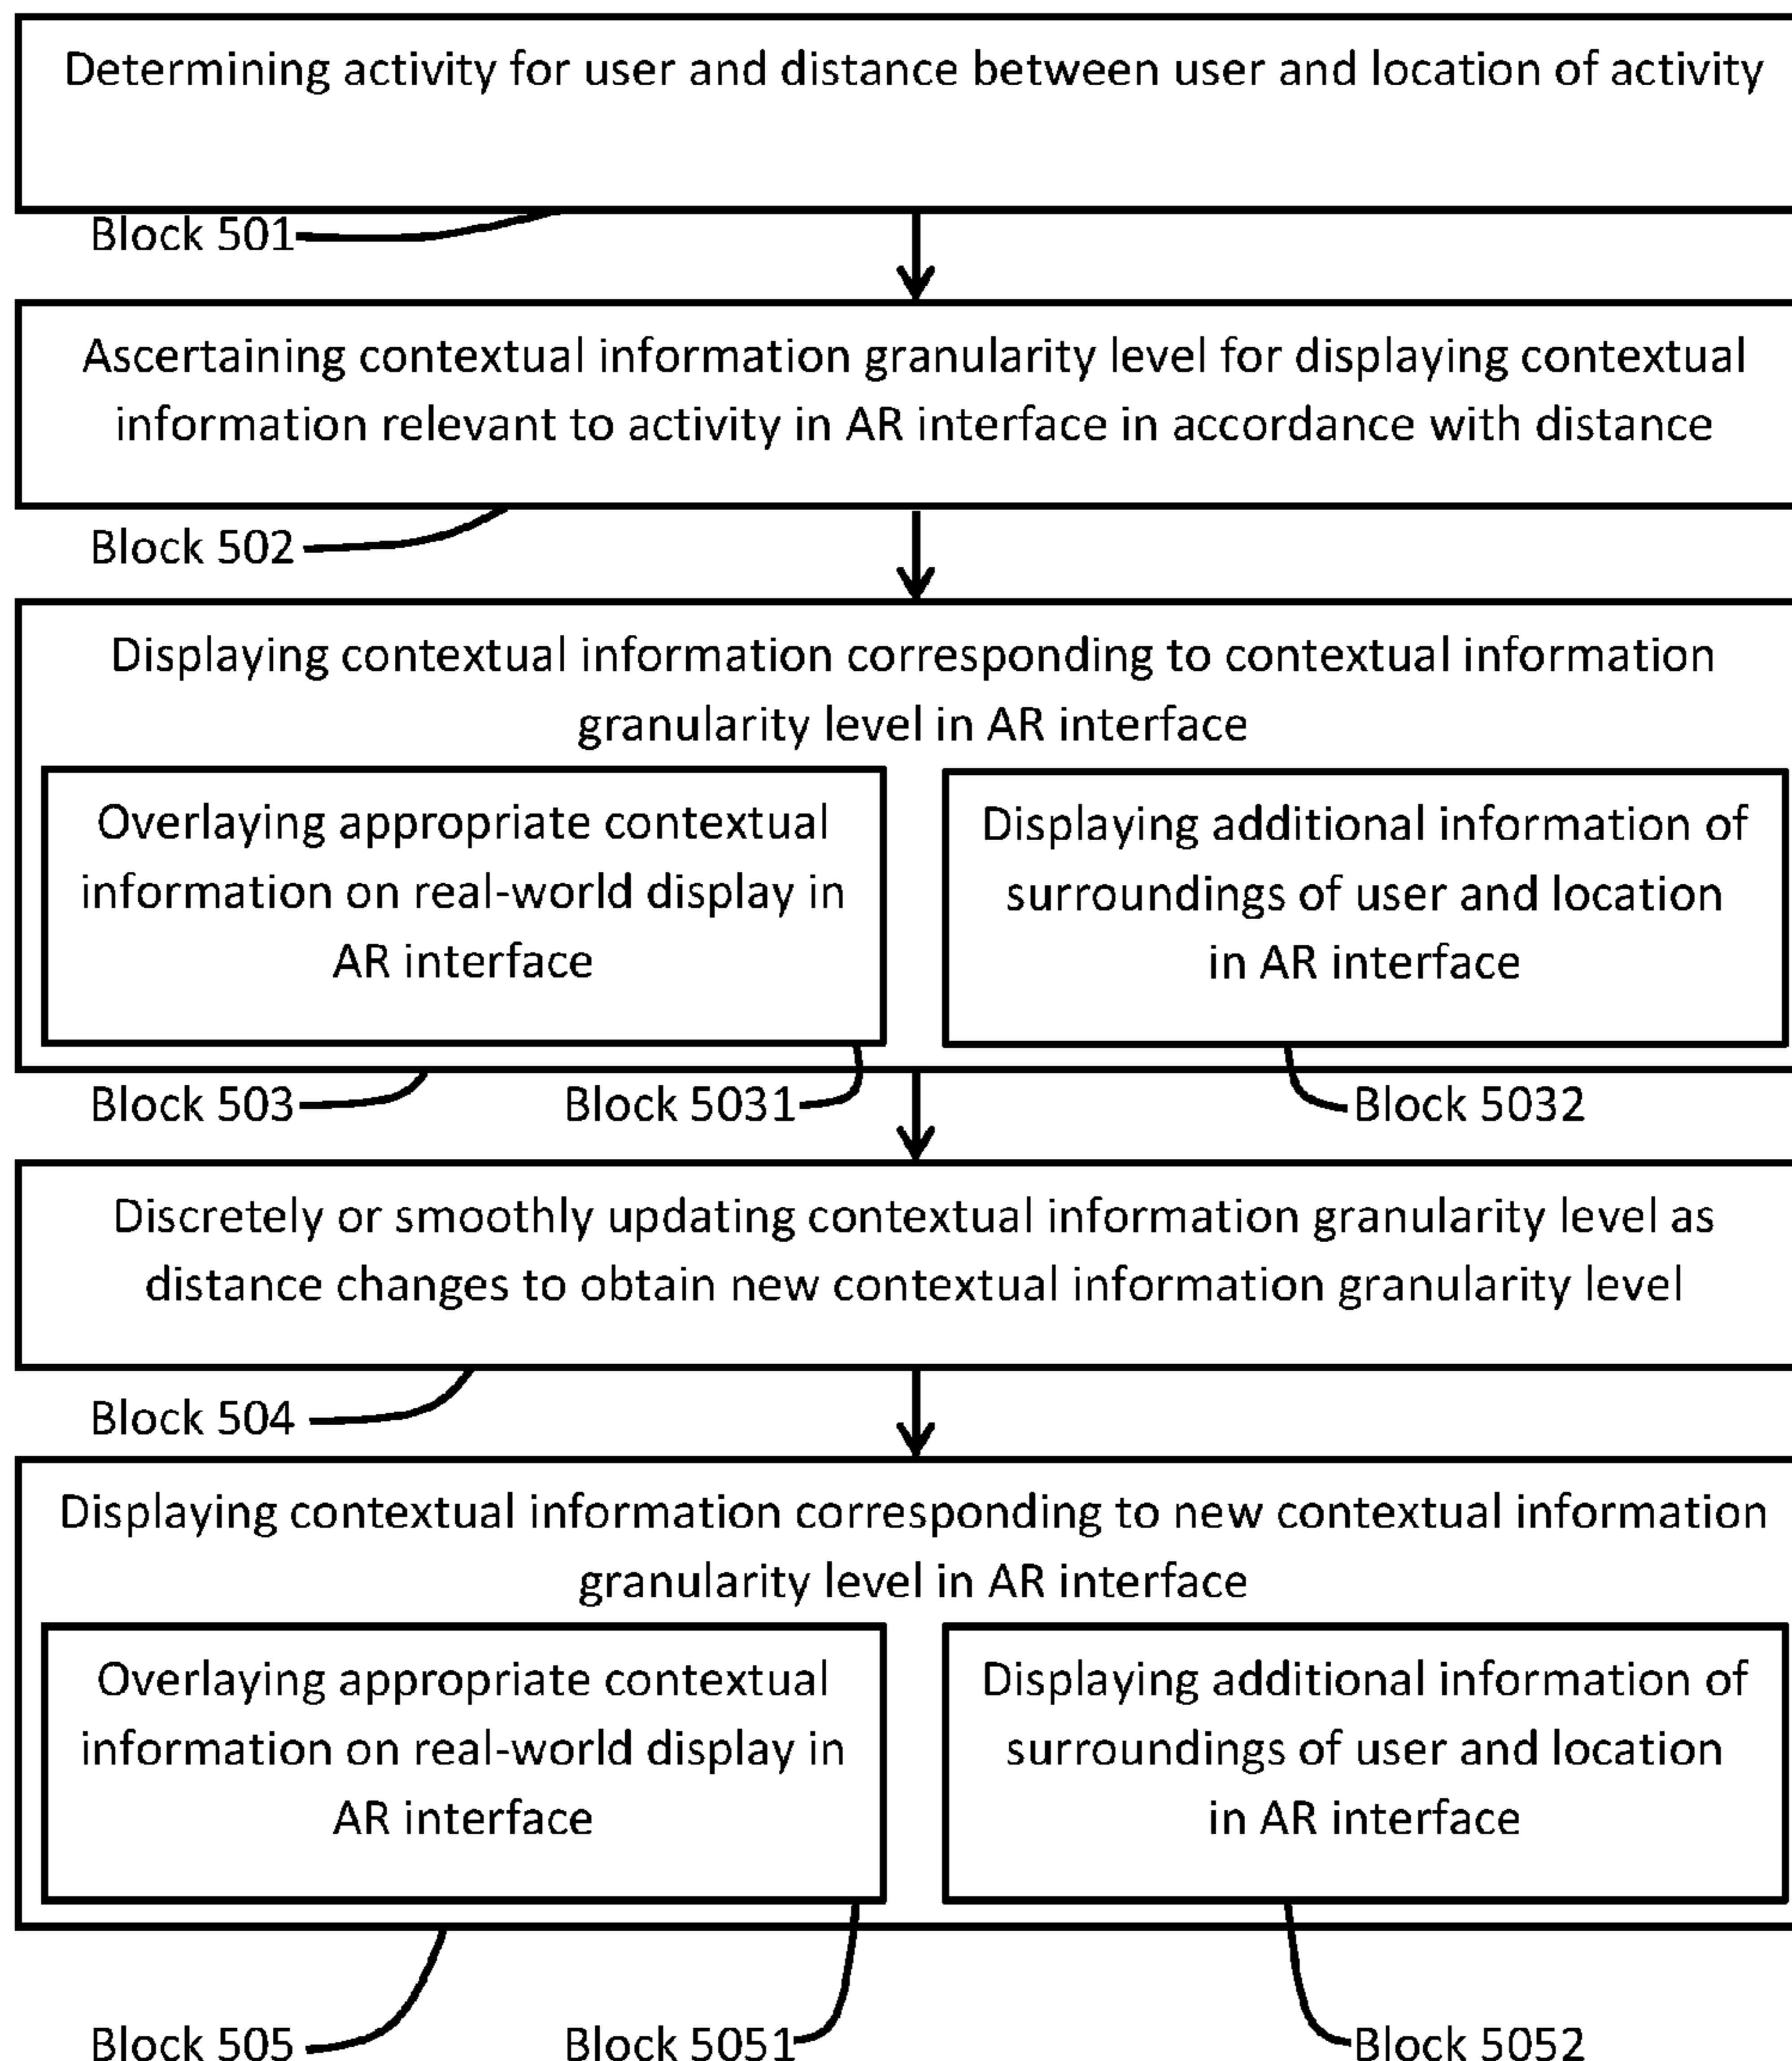 Determining activity for user and distance between user and location of activity
Block 501
Ascertaining contextual information granularity level for displaying contextual
information relevant to activity in AR interface in accordance with distance
Block 502
Displaying contextual information corresponding to contextual information
granularity level in AR interface
Overlaying appropriate contextual
information on real-world display in
AR interface
Displaying additional information of
surroundings of user and location
in AR interface
Block 503
Block 5031
Block 5032
Discretely or smoothly updating contextual information granularity level as
distance changes to obtain new contextual information granularity level
Block 504
Displaying contextual information corresponding to new contextual information
granularity level in AR interface
Overlaying appropriate contextual
information on real-world display in
AR interface
Displaying additional information of
surroundings of user and location
in AR interface
Block 505
Block 5051
Block 5052